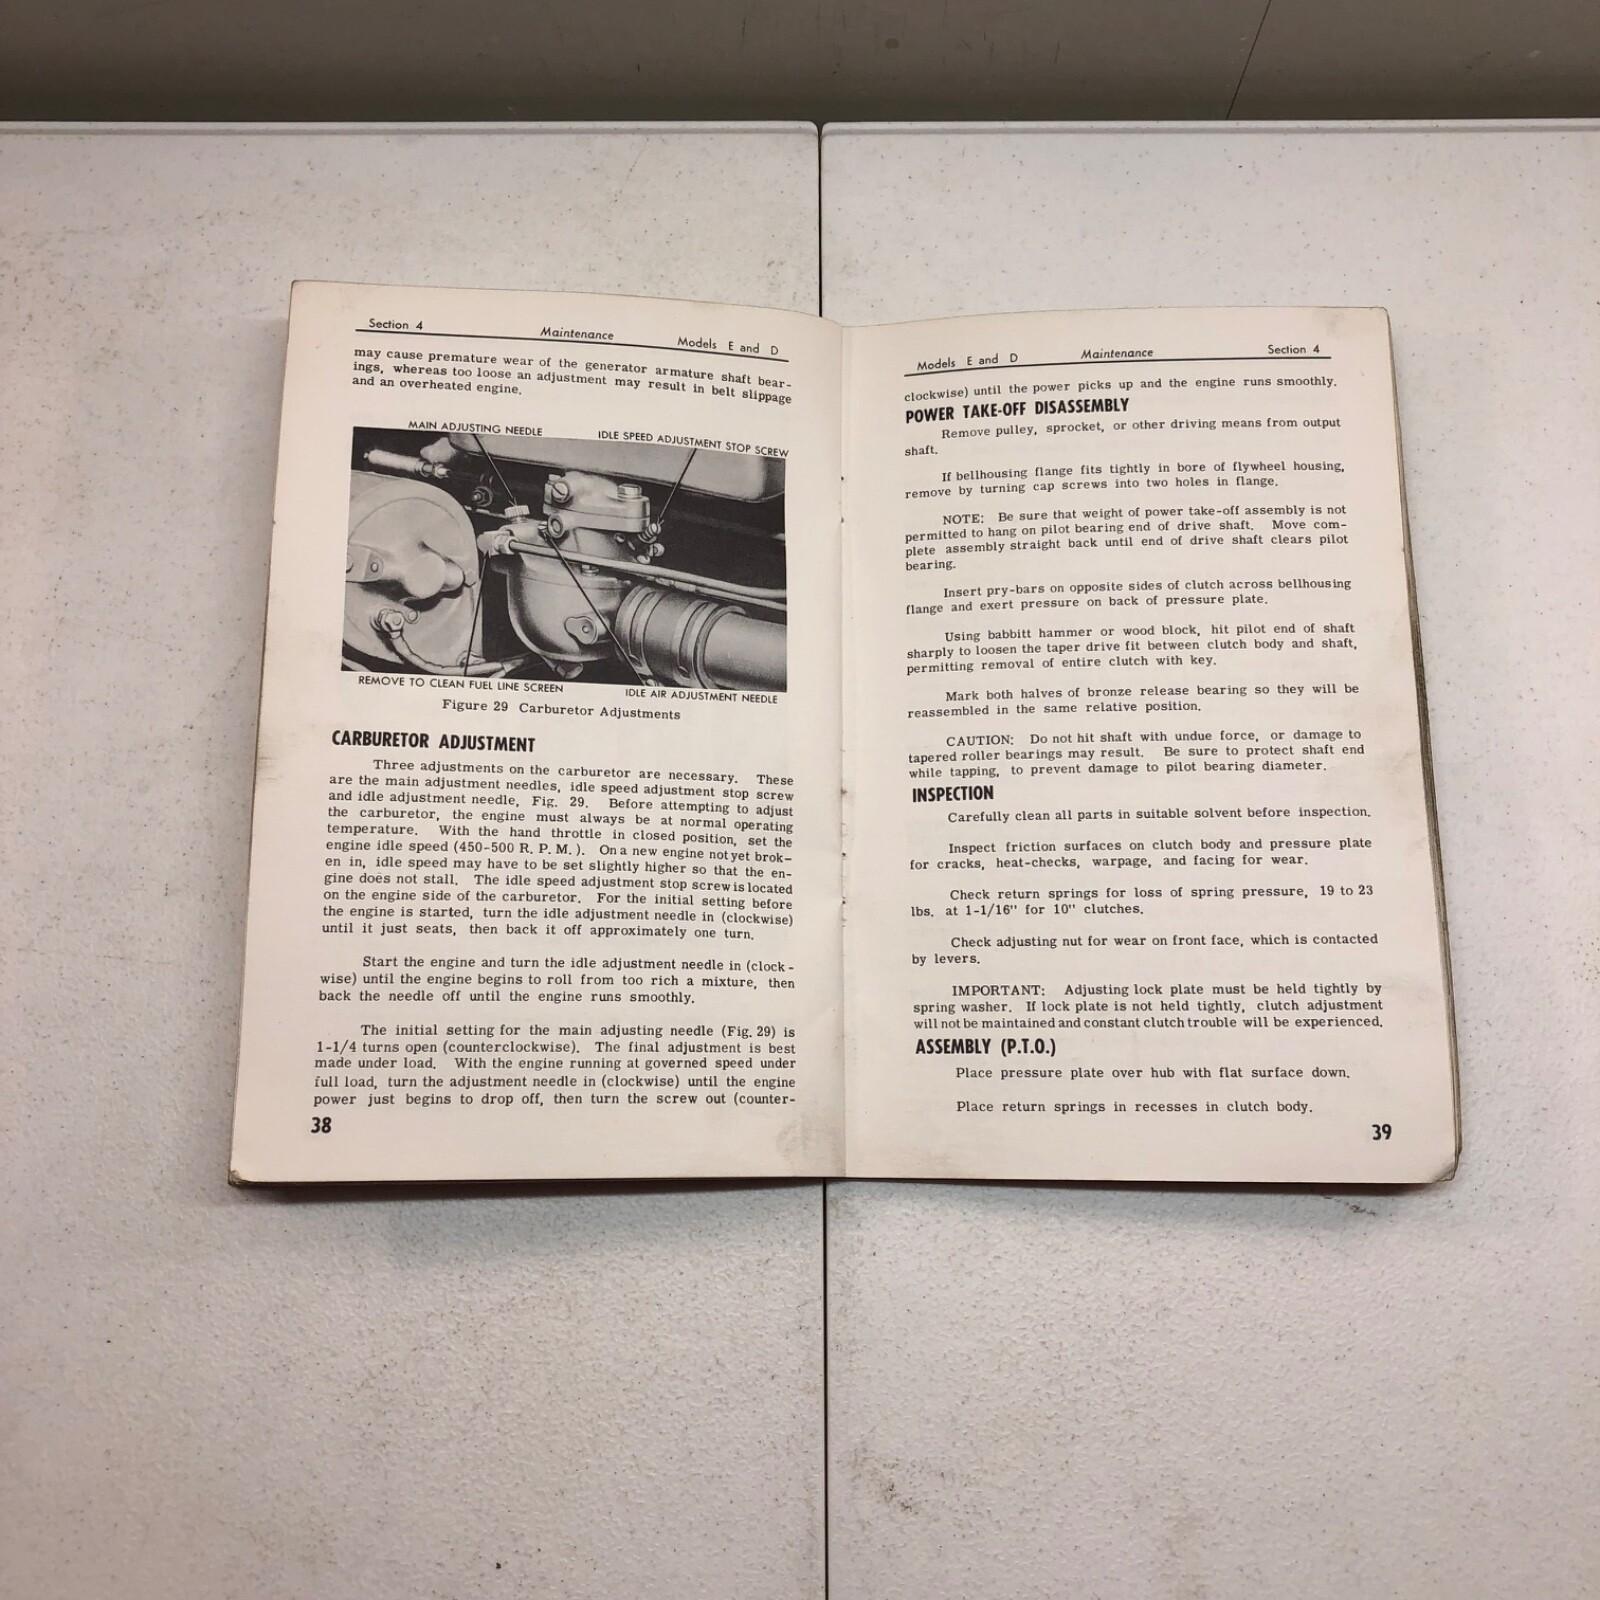 Section 4 Maintenance Models E and D
may cause premature wear of the generator armature shaft bear-
ings, whereas too loose an adjustment may result in belt slippage
and an overheated engine.
MAIN ADJUSTING NEEDLE IDLE SPEED ADJUSTMENT STOP SCREW
REMOVE TO CLEAN FUEL LINE SCREEN IDLE AIR ADJUSTMENT NEEDLE
Figure 29 Carburetor Adjustments
CARBURETOR ADJUSTMENT
Three adjustments on the carburetor are necessary. These
are the main adjustment needles, idle speed adjustment stop screw
and idle adjustment needle, Fig. 29. Before attempting to adjust
the carburetor, the engine must always be at normal operating
temperature. With the hand throttle in closed position, set the
engine idle speed (450-500 R. P. M.). On a new engine not yet brok-
en in, idle speed may have to be set slightly higher so that the en-
gine does not stall. The idle speed adjustment stop screw is located
on the engine side of the carburetor. For the initial setting before
the engine is started, turn the idle adjustment needle in (clockwise)
until it just seats, then back it off approximately one turn.
Start the engine and turn the idle adjustment needle in (clock-
wise) until the engine begins to roll from too rich a mixture, then
back the needle off until the engine runs smoothly.
The initial setting for the main adjusting needle (Fig. 29) is
1-1/4 turns open (counterclockwise). The final adjustment is best
made under load. With the engine running at governed speed under
full load, turn the adjustment needle in (clockwise) until the engine
power just begins to drop off, then turn the screw out (counter-
38
Models E and D Maintenance Section 4
clockwise) until the power picks up and the engine runs smoothly.
POWER TAKE-OFF DISASSEMBLY
Remove pulley, sprocket, or other driving means from output
shaft.
If bellhousing flange fits tightly in bore of flywheel housing,
remove by turning cap screws into two holes in flange.
NOTE: Be sure that weight of power take-off assembly is not
permitted to hang on pilot bearing end of drive shaft. Move com-
plete assembly straight back until end of drive shaft clears pilot
bearing.
Insert pry-bars on opposite sides of clutch across bellhousing
flange and exert pressure on back of pressure plate.
Using babbitt hammer or wood block, hit pilot end of shaft
sharply to loosen the taper drive fit between clutch body and shaft,
permitting removal of entire clutch with key.
Mark both halves of bronze release bearing so they will be
reassembled in the same relative position.
CAUTION: Do not hit shaft with undue force, or damage to
tapered roller bearings may result. Be sure to protect shaft end
while tapping, to prevent damage to pilot bearing diameter.
INSPECTION
Carefully clean all parts in suitable solvent before inspection.
Inspect friction surfaces on clutch body and pressure plate
for cracks, heat-checks, warpage, and facing for wear.
Check return springs for loss of spring pressure, 19 to 23
lbs. at 1-1/16" for 10" clutches.
Check adjusting nut for wear on front face, which is contacted
by levers.
IMPORTANT: Adjusting lock plate must be held tightly by
spring washer. If lock plate is not held tightly, clutch adjustment
will not be maintained and constant clutch trouble will be experienced.
ASSEMBLY (P.T.O.)
Place pressure plate over hub with flat surface down.
Place return springs in recesses in clutch body.
39